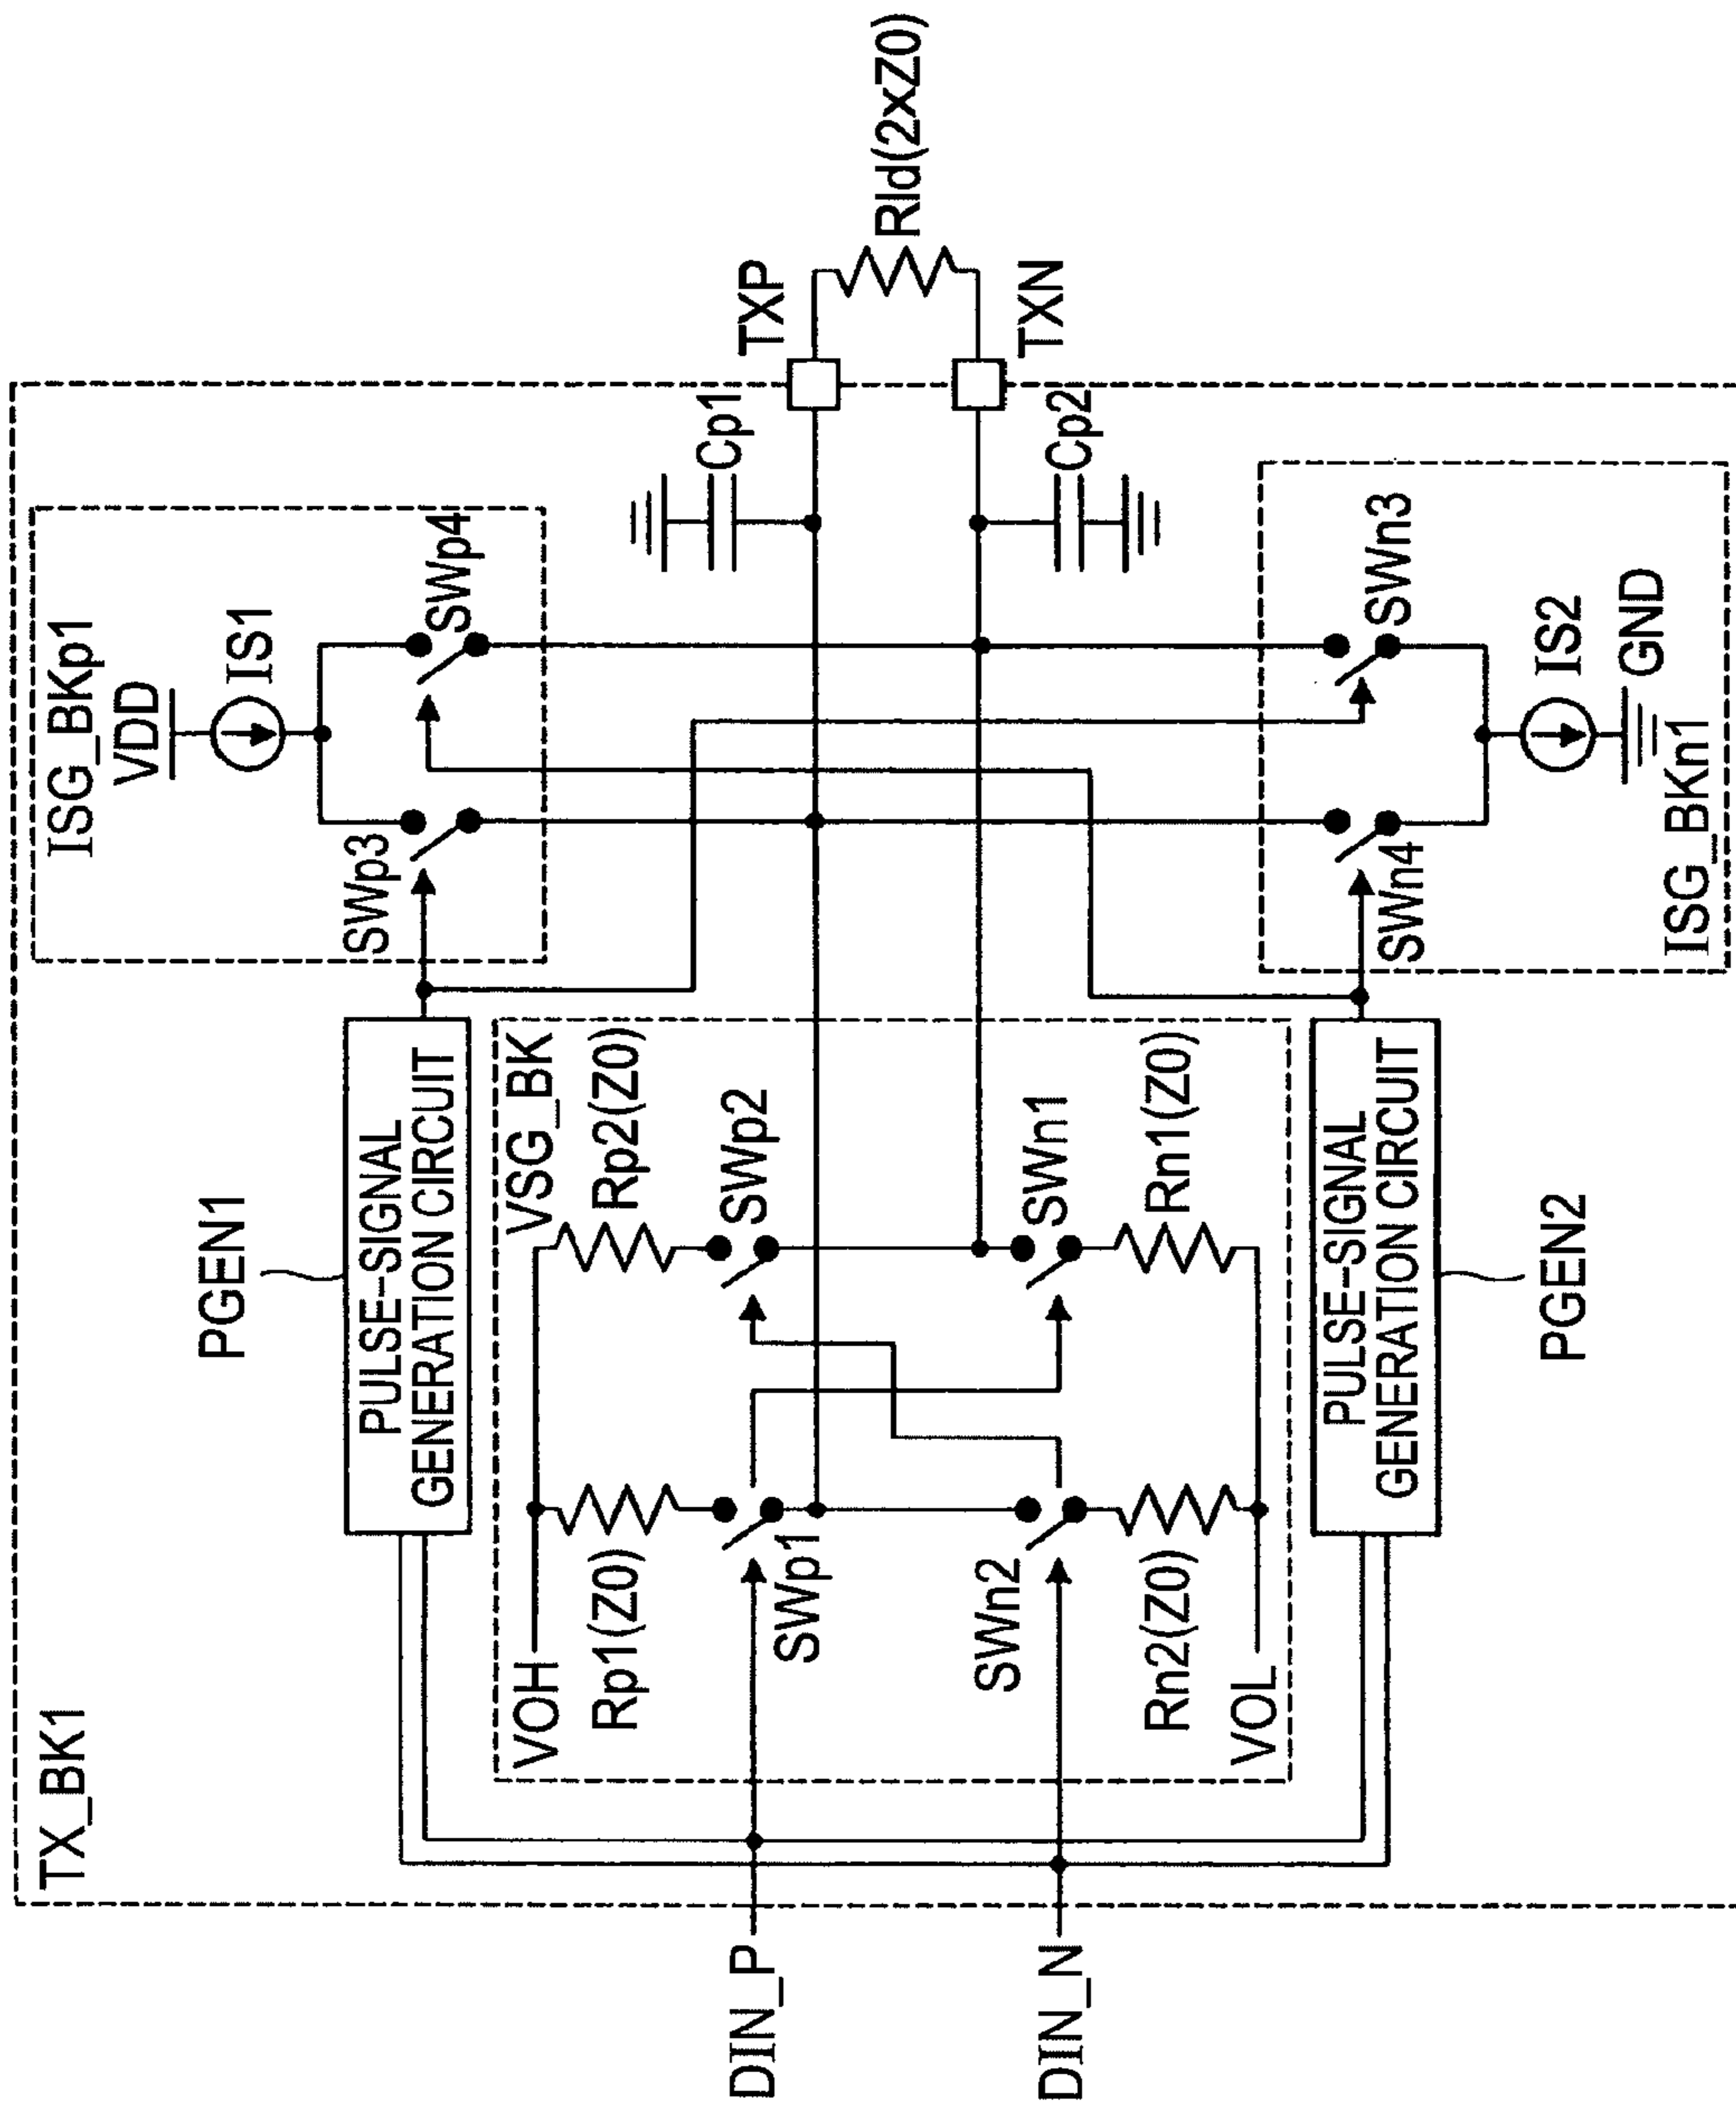 TX_BK1
PGEN1
PULSE-SIGNAL
GENERATION CIRCUIT
ISG_BKp1
VDD
IS1
SWp3
SWp4
VSG_BK
VOH
Rp1(Z0)
Rp2(Z0)
SWp1
SWp2
DIN_P
DIN_N
SWn2
SWn1
Rn2(Z0)
Rn1(Z0)
VOL
Cp1
Cp2
TXP
TXN
Rld(2xZ0)
PULSE-SIGNAL
GENERATION CIRCUIT
PGEN2
SWn4
SWn3
IS2
GND
ISG_BKn1